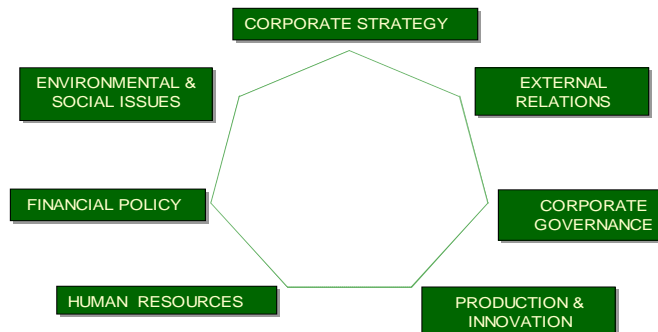 CORPORATE STRATEGY
ENVIRONMENTAL &
SOCIAL ISSUES
EXTERNAL
RELATIONS
FINANCIAL POLICY
CORPORATE
GOVERNANCE
HUMAN RESOURCES
PRODUCTION &
INNOVATION